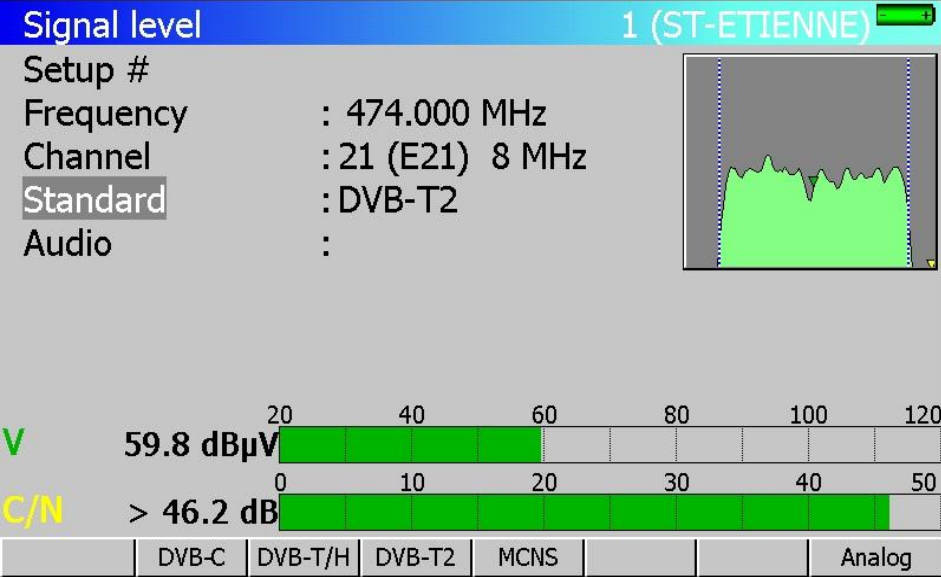 Signal level 1 (ST-ETIENNE) - +
Setup #
Frequency : 474.000 MHz
Channel : 21 (E21) 8 MHz
Standard : DVB-T2
Audio :
20 40 60 80 100 120
V 59.8 dBµV
0 10 20 30 40 50
C/N > 46.2 dB
DVB-C DVB-T/H DVB-T2 MCNS Analog